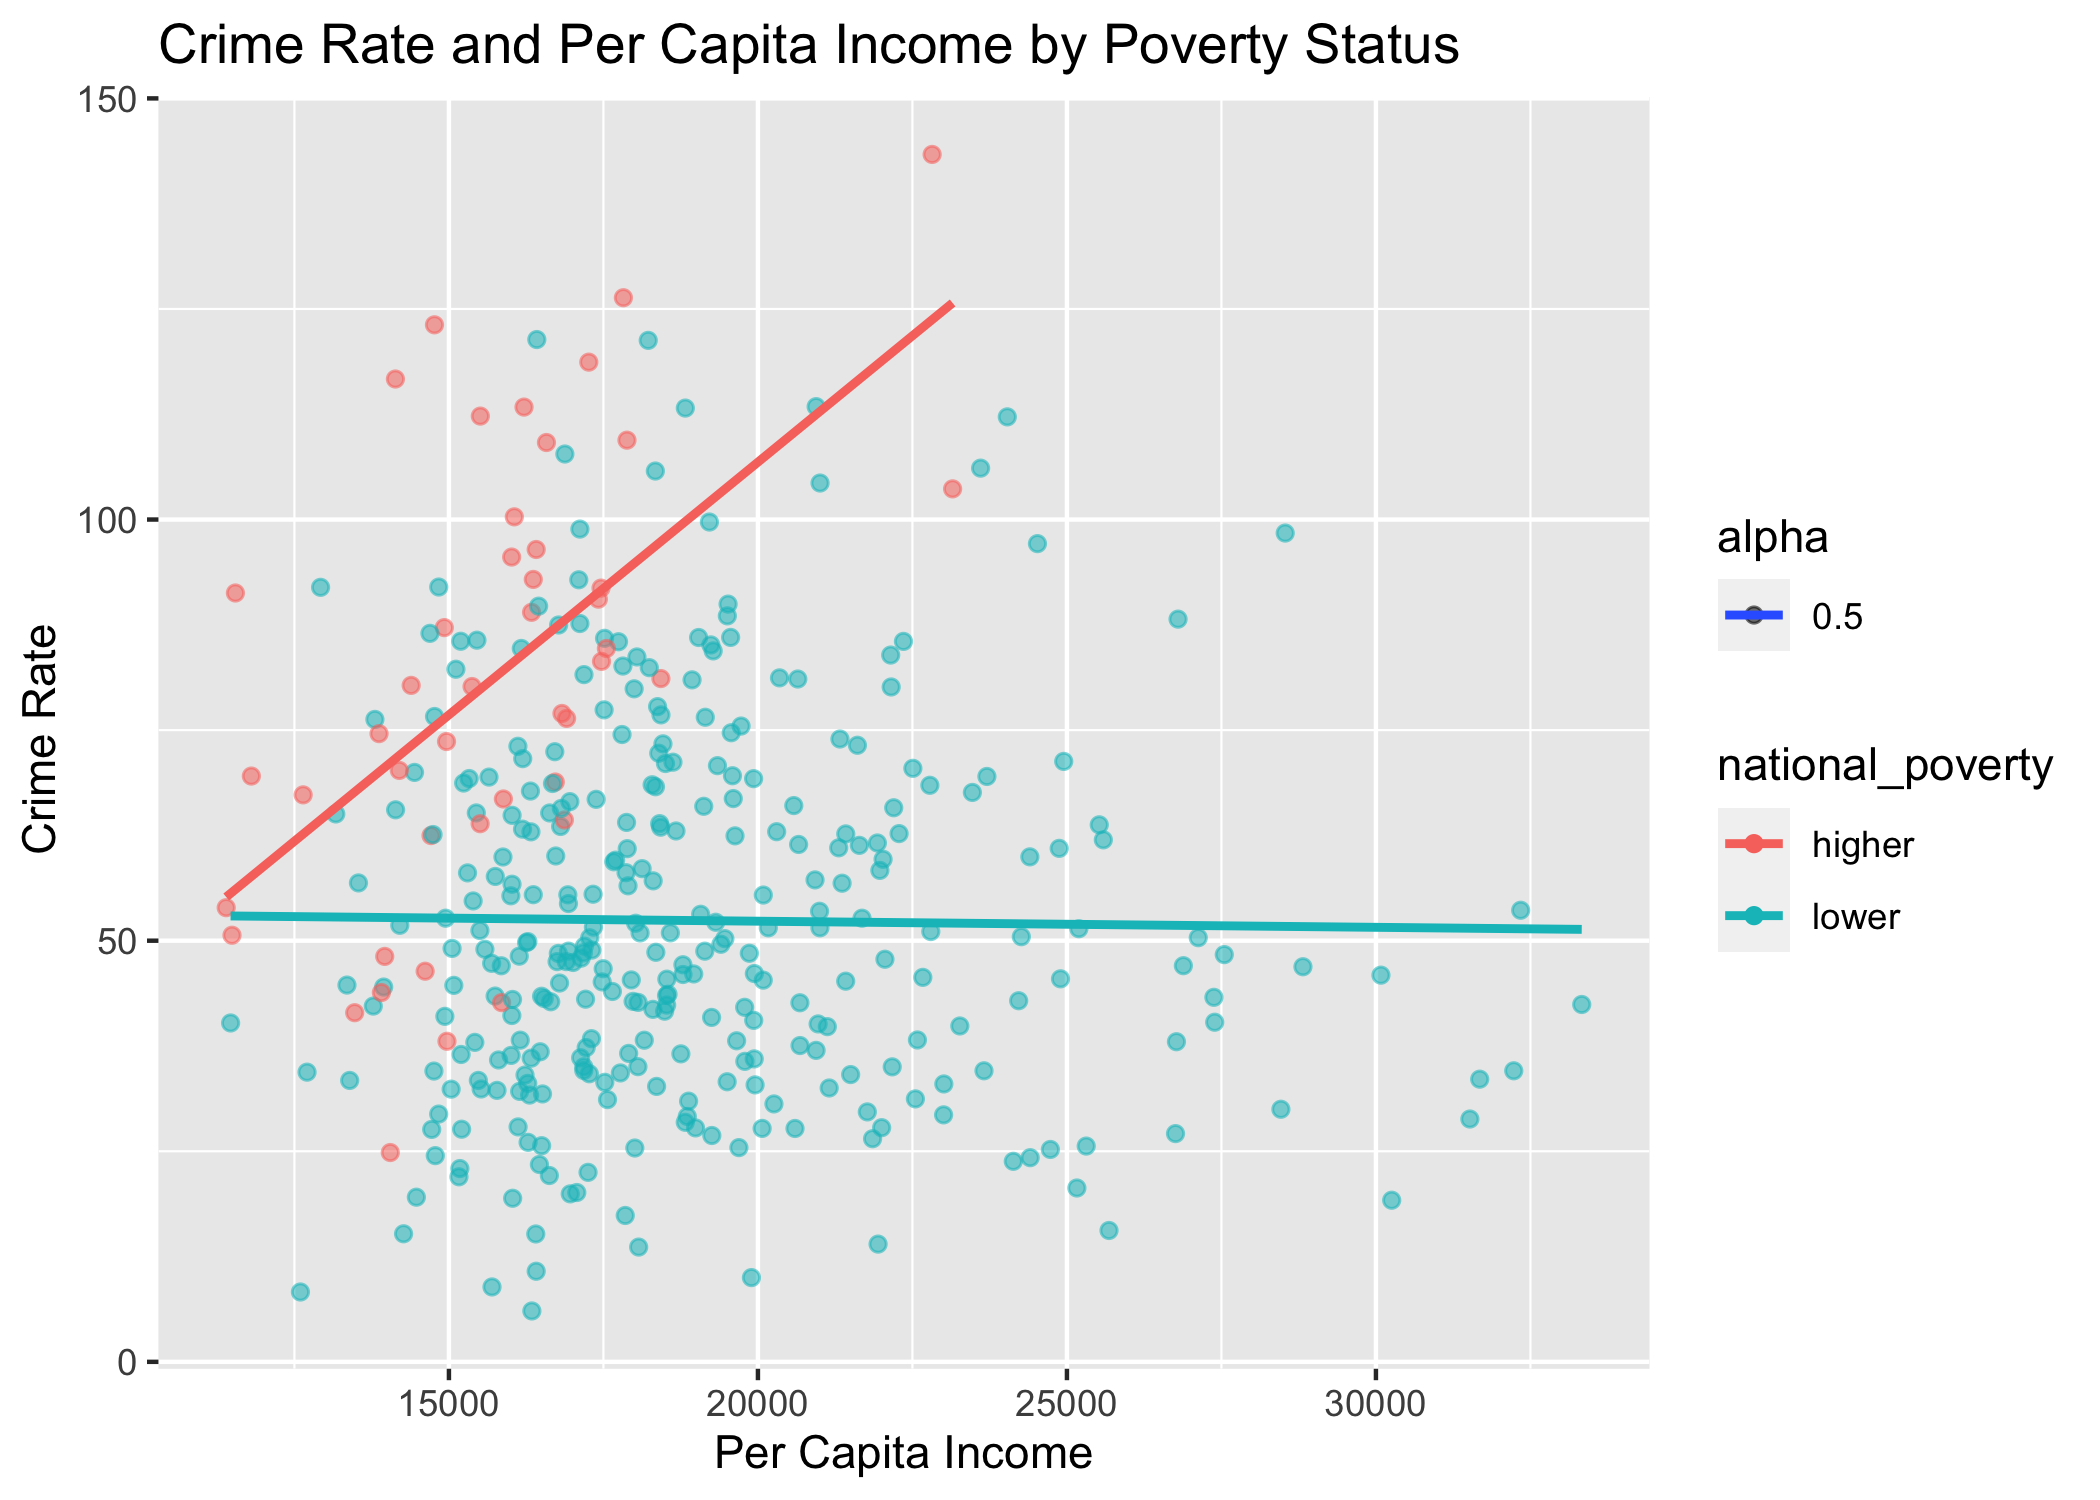 Crime Rate and Per Capita Income by Poverty Status
150
100
50
0
Crime Rate
15000 20000 25000 30000
Per Capita Income
alpha
0.5
national_poverty
higher
lower